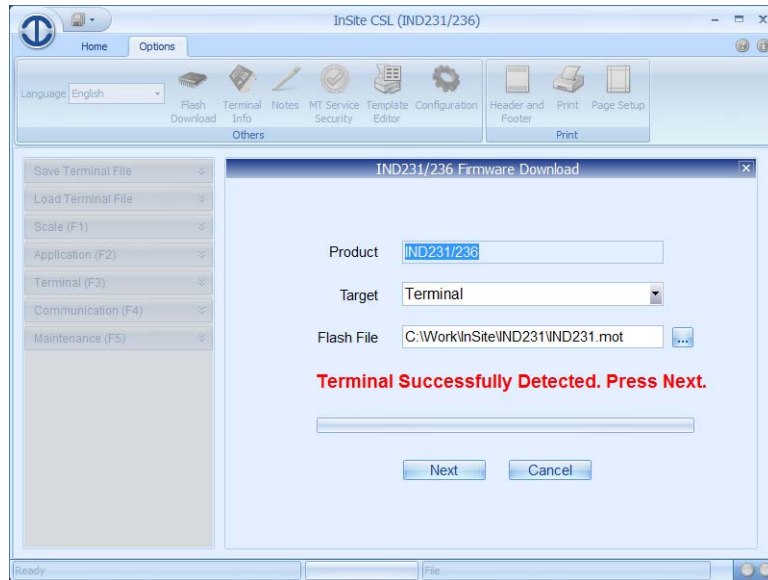 InSite CSL (IND231/236)
Home Options
Language English
Flash Download
Terminal Info
Notes
MT Service Security
Template Editor
Configuration
Others
Header and Footer
Print
Page Setup
Print
Save Terminal File
Load Terminal File
Scale (F1)
Application (F2)
Terminal (F3)
Communication (F4)
Maintenance (F5)
IND231/236 Firmware Download
Product IND231/236
Target Terminal
Flash File C:\Work\InSite\IND231\IND231.mot ...
Terminal Successfully Detected. Press Next.
Next Cancel
Ready File